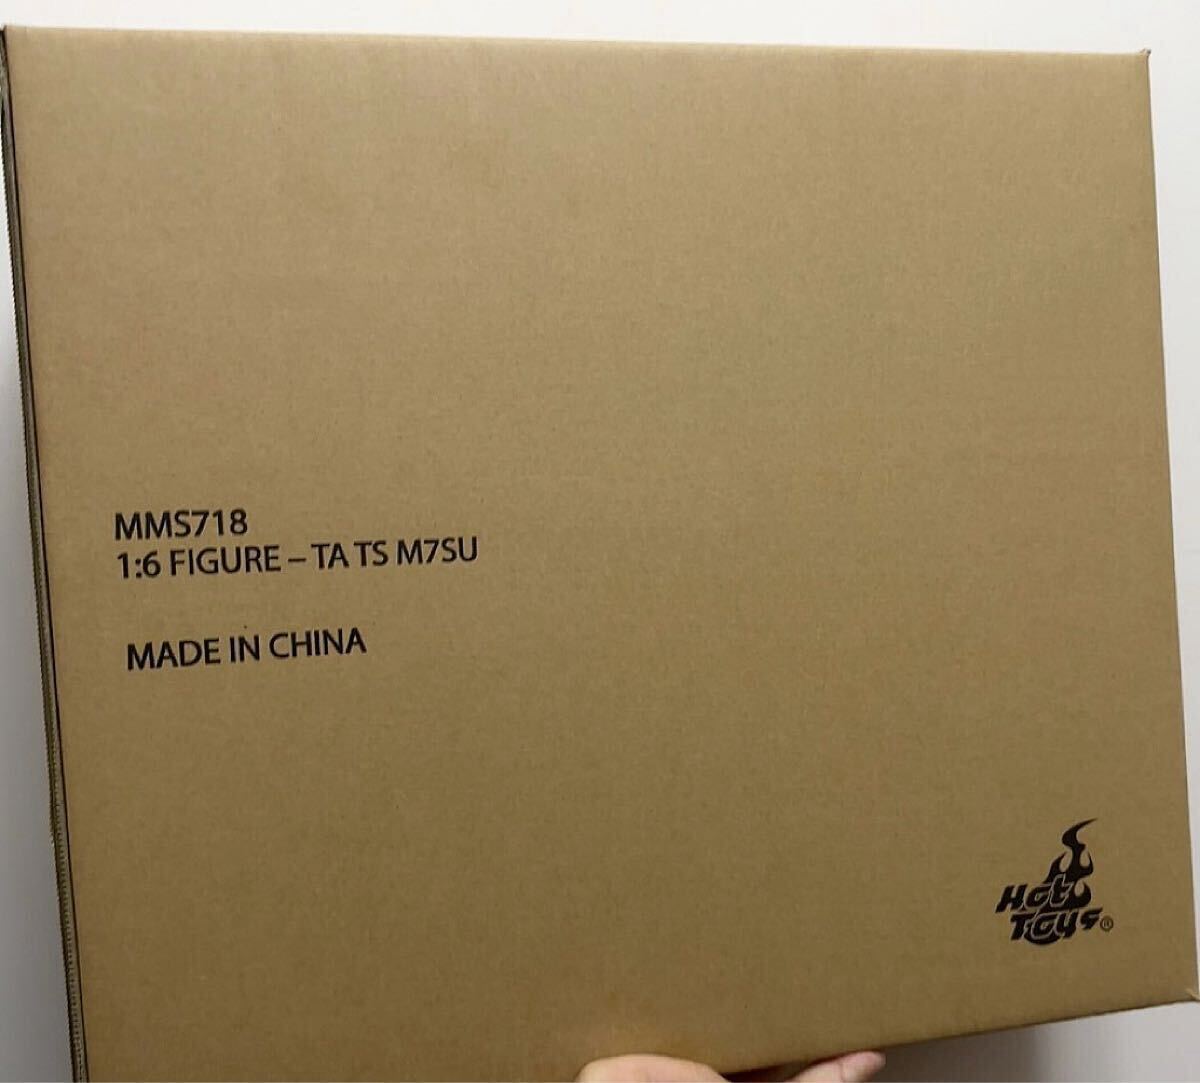 MMS718
1:6 FIGURE – TA TS M7SU
MADE IN CHINA
Hot
Toys®